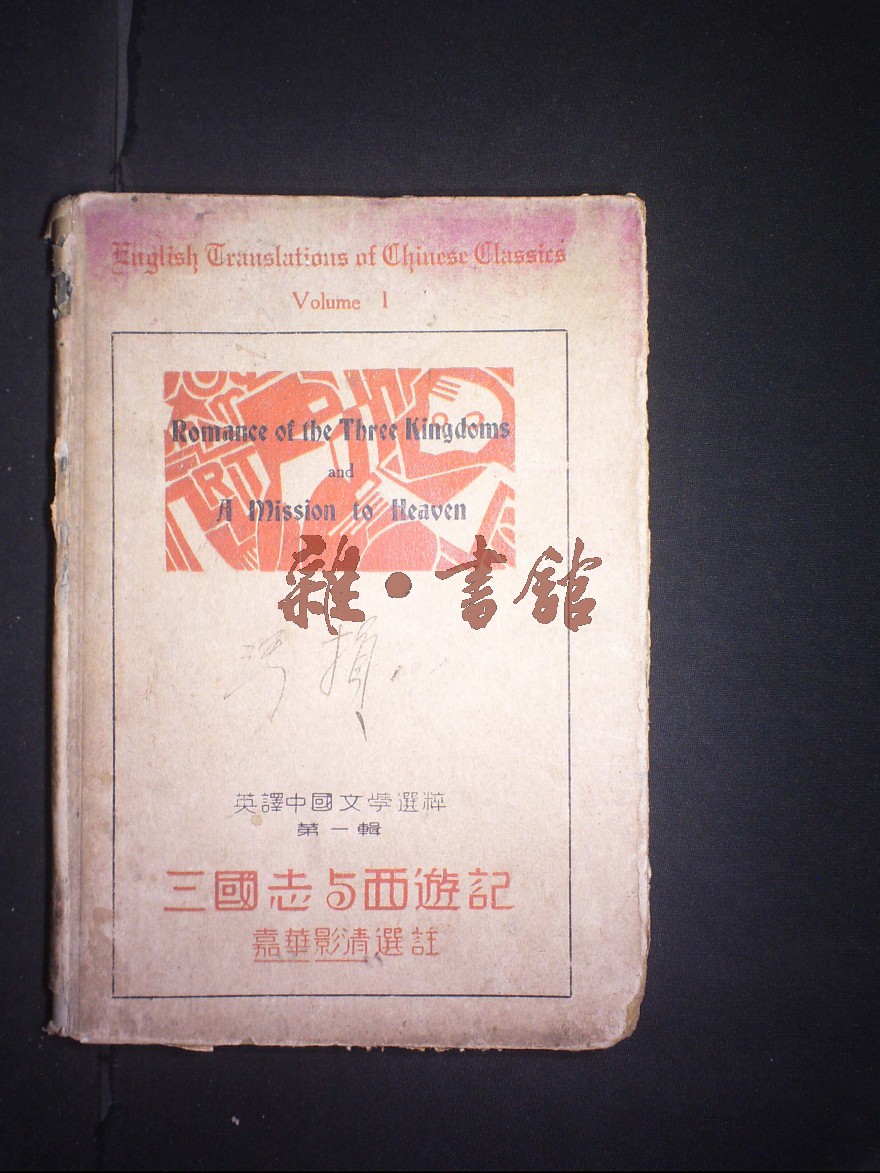 English Translations of Chinese Classics
Volume 1
Romance of the Three Kingdoms
and
A Mission to Heaven
雜·書館
英譯中國文學選粹
第一輯
三國志与西遊記
嘉華影清選註